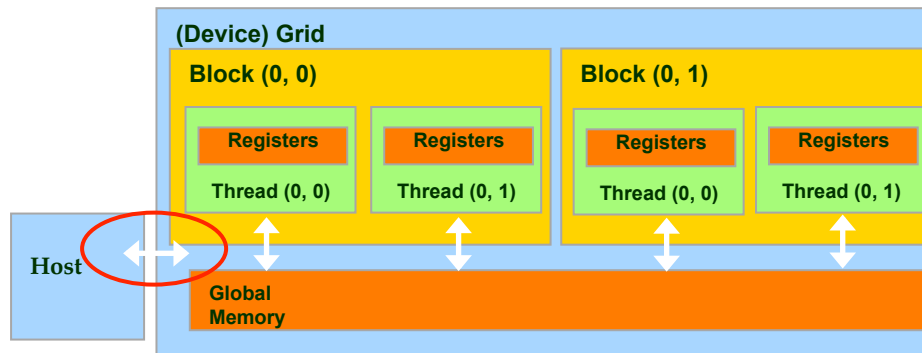 (Device) Grid
Block (0, 0)
Block (0, 1)
Registers
Registers
Registers
Registers
Thread (0, 0)
Thread (0, 1)
Thread (0, 0)
Thread (0, 1)
Host
Global
Memory